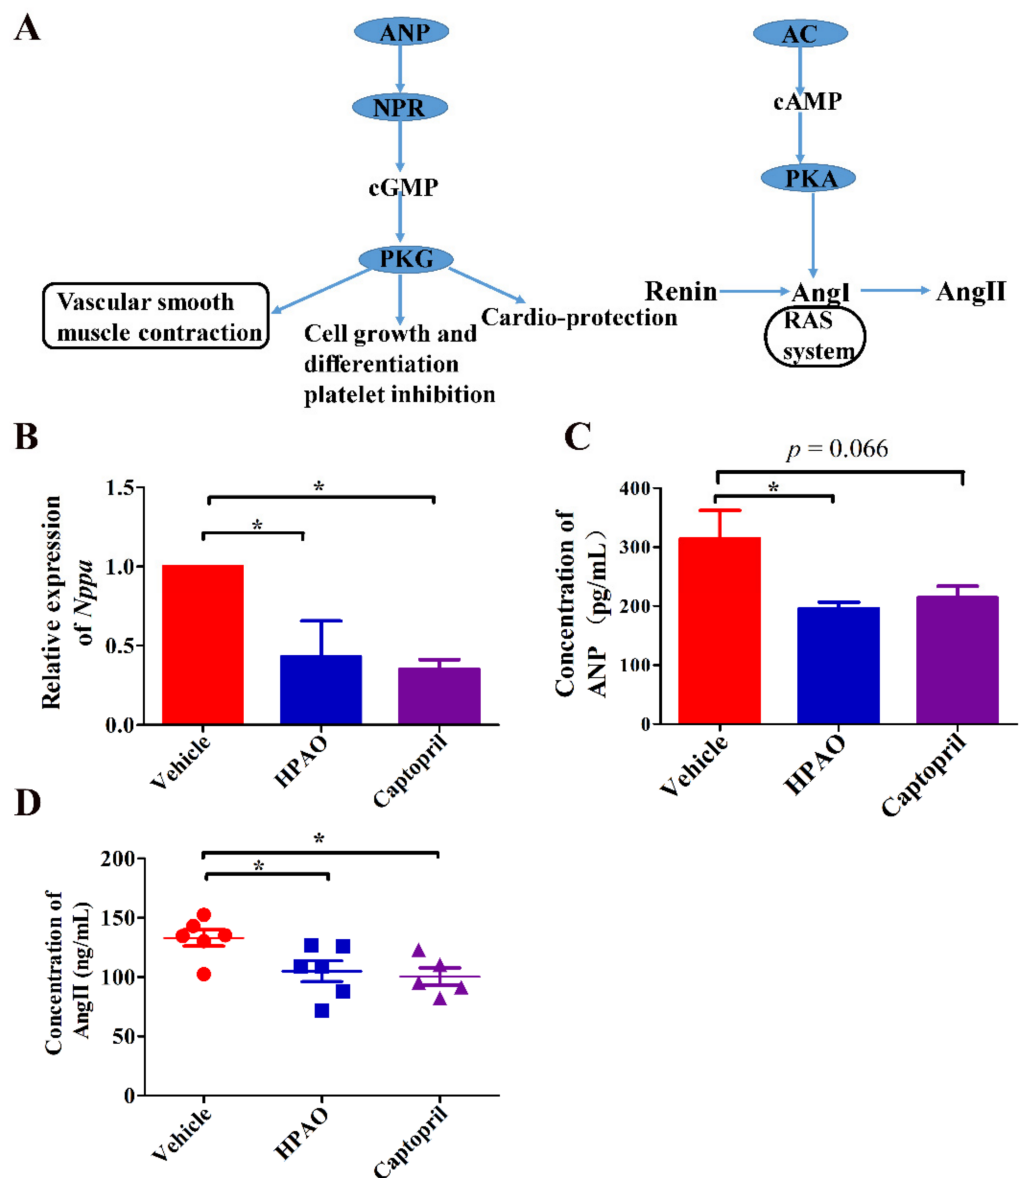 A
ANP
NPR
cGMP
PKG
Vascular smooth
muscle contraction
Cell growth and
differentiation
platelet inhibition
Cardio-protection
AC
cAMP
PKA
Renin
AngI
AngII
RAS
system
B
Relative expression
of Nppa
1.5
1.0
0.5
0.0
*
*
Vehicle
HPAO
Captopril
C
Concentration of
ANP （pg/mL）
400
300
200
100
0
p = 0.066
*
Vehicle
HPAO
Captopril
D
Concentration of
AngII (ng/mL)
200
150
100
50
0
*
*
Vehicle
HPAO
Captopril